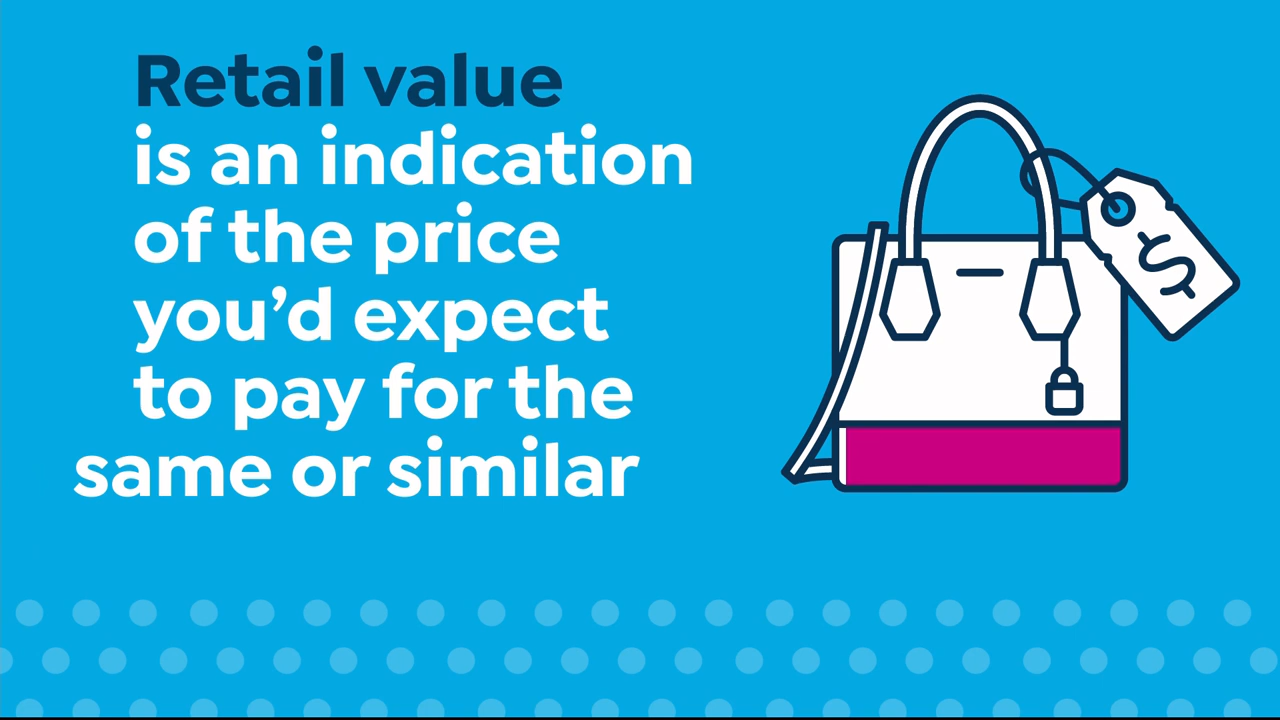 Retail value
is an indication
of the price
you’d expect
to pay for the
same or similar
$